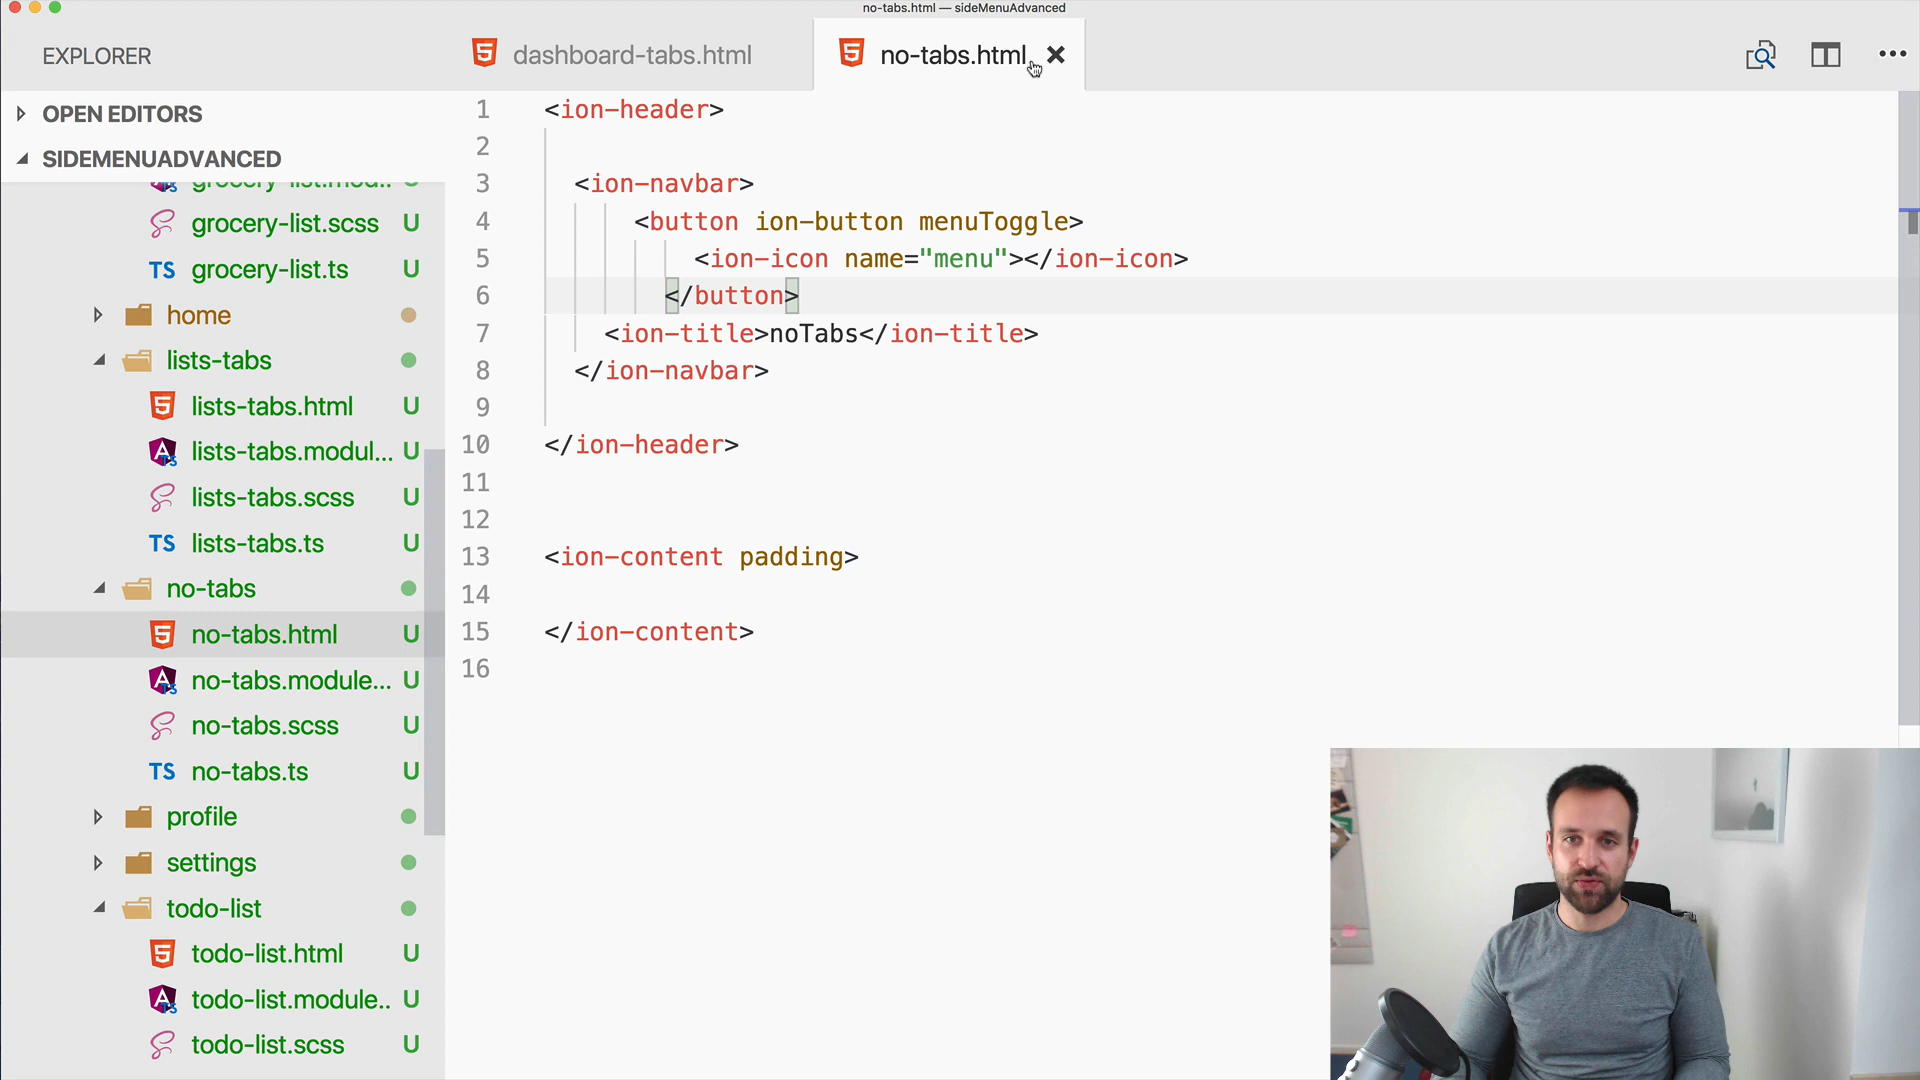 no-tabs.html — sideMenuAdvanced
EXPLORER
dashboard-tabs.html
no-tabs.html
OPEN EDITORS
SIDEMENUADVANCED
grocery-list.mod..
grocery-list.scss U
TS grocery-list.ts U
home
lists-tabs
lists-tabs.html U
lists-tabs.modul... U
lists-tabs.scss U
TS lists-tabs.ts U
no-tabs
no-tabs.html U
no-tabs.module... U
no-tabs.scss U
TS no-tabs.ts U
profile
settings
todo-list
todo-list.html U
todo-list.module.. U
todo-list.scss U
1 <ion-header>
2
3 <ion-navbar>
4 <button ion-button menuToggle>
5 <ion-icon name="menu"></ion-icon>
6 </button>
7 <ion-title>noTabs</ion-title>
8 </ion-navbar>
9
10 </ion-header>
11
12
13 <ion-content padding>
14
15 </ion-content>
16